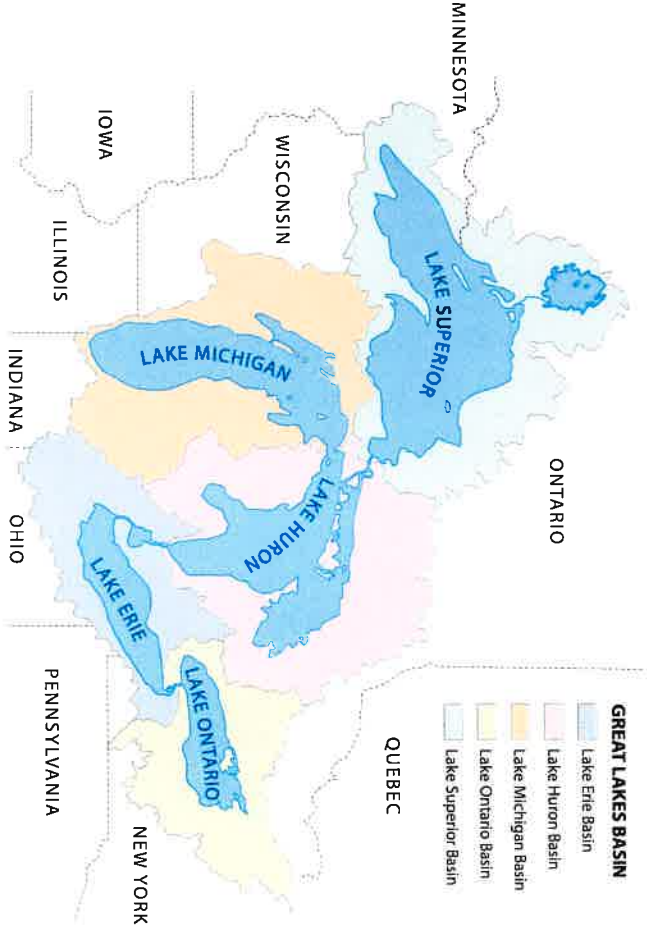 GREAT LAKES BASIN
Lake Erie Basin
Lake Huron Basin
Lake Michigan Basin
Lake Ontario Basin
Lake Superior Basin
MINNESOTA
ONTARIO
LAKE SUPERIOR
QUEBEC
WISCONSIN
LAKE MICHIGAN
LAKE HURON
IOWA
LAKE ONTARIO
NEW YORK
LAKE ERIE
ILLINOIS
INDIANA
OHIO
PENNSYLVANIA